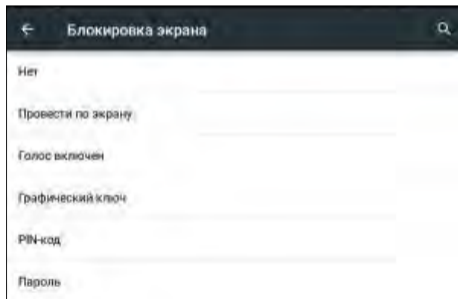 Блокировка экрана
Нет
Провести по экрану
Голос включен
Графический ключ
PIN-код
Пароль